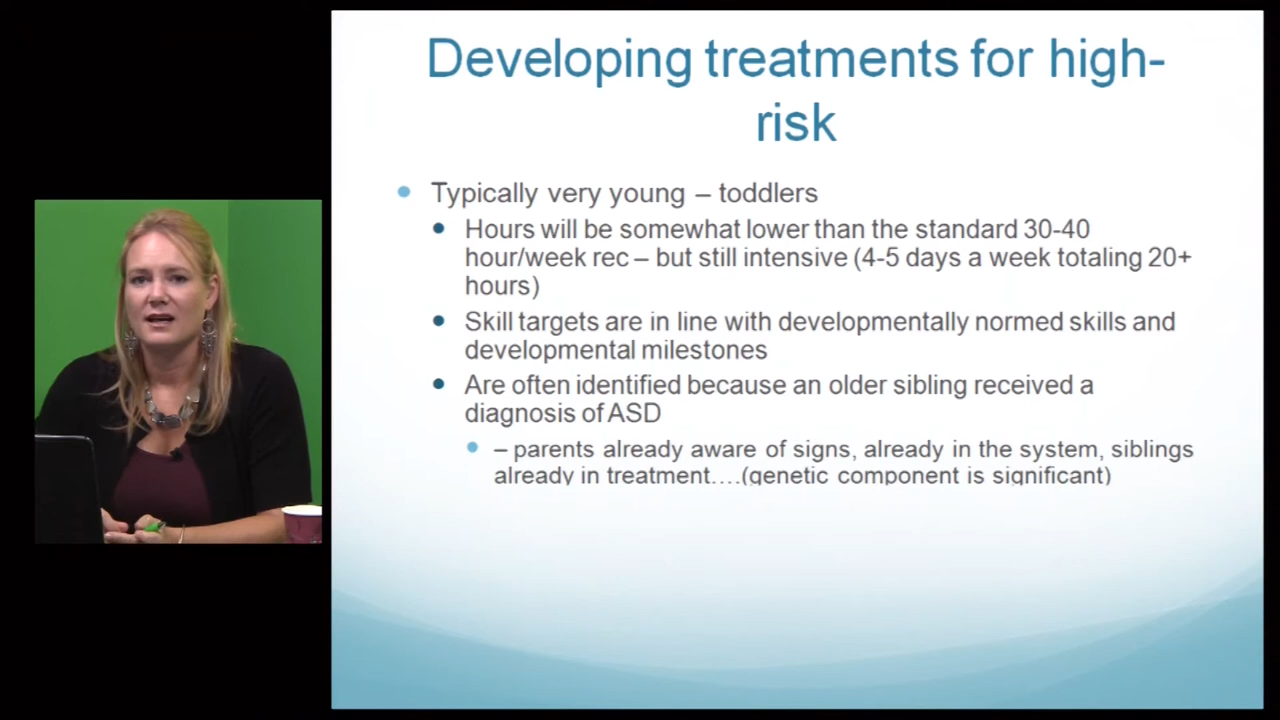 Developing treatments for high-
risk
Typically very young – toddlers
Hours will be somewhat lower than the standard 30-40
hour/week rec – but still intensive (4-5 days a week totaling 20+
hours)
Skill targets are in line with developmentally normed skills and
developmental milestones
Are often identified because an older sibling received a
diagnosis of ASD
– parents already aware of signs, already in the system, siblings
already in treatment….(genetic component is significant)